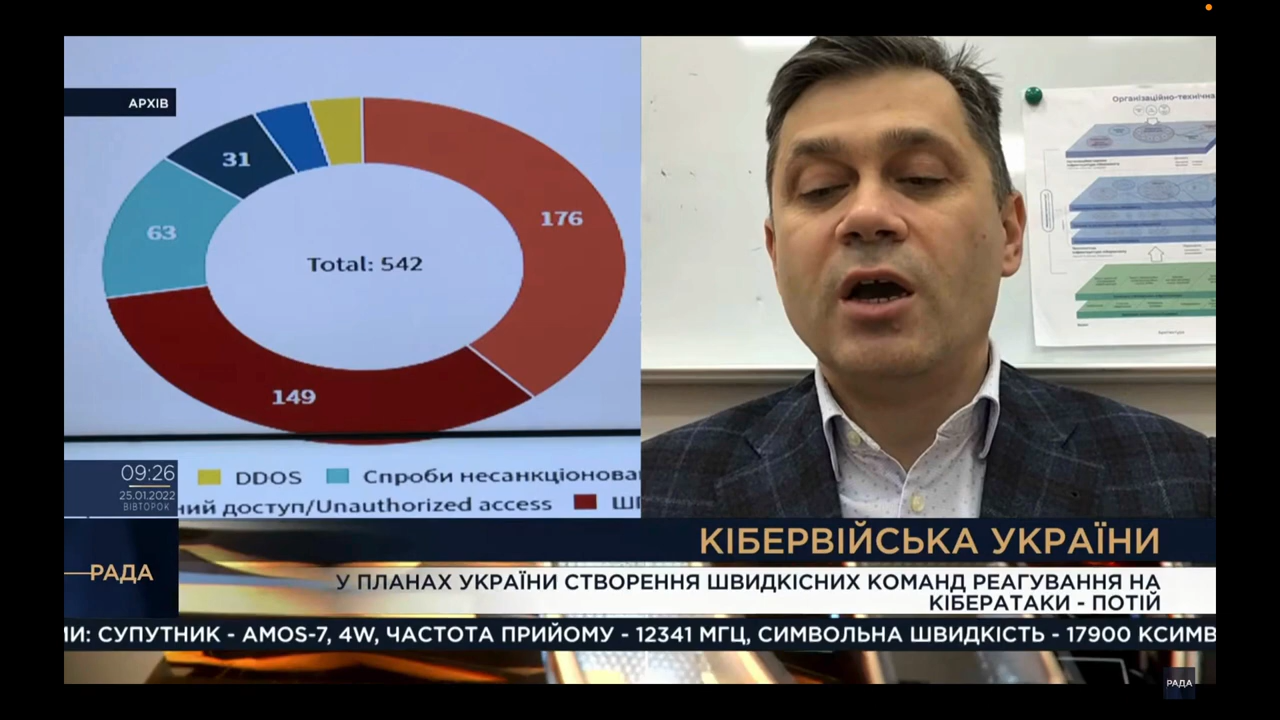 АРХІВ
31
63
176
Total: 542
149
DDOS
Спроби несанкціонова
ний доступ/Unauthorized access
09:26
25.01.2022
ВІВТОРОК
Організаційно-технічна
РАДА
КІБЕРВІЙСЬКА УКРАЇНИ
У ПЛАНАХ УКРАЇНИ СТВОРЕННЯ ШВИДКІСНИХ КОМАНД РЕАГУВАННЯ НА
КІБЕРАТАКИ - ПОТІЙ
СУПУТНИК - AMOS-7, 4W, ЧАСТОТА ПРИЙОМУ - 12341 МГЦ, СИМВОЛЬНА ШВИДКІСТЬ - 17900 КСИМВ
РАДА